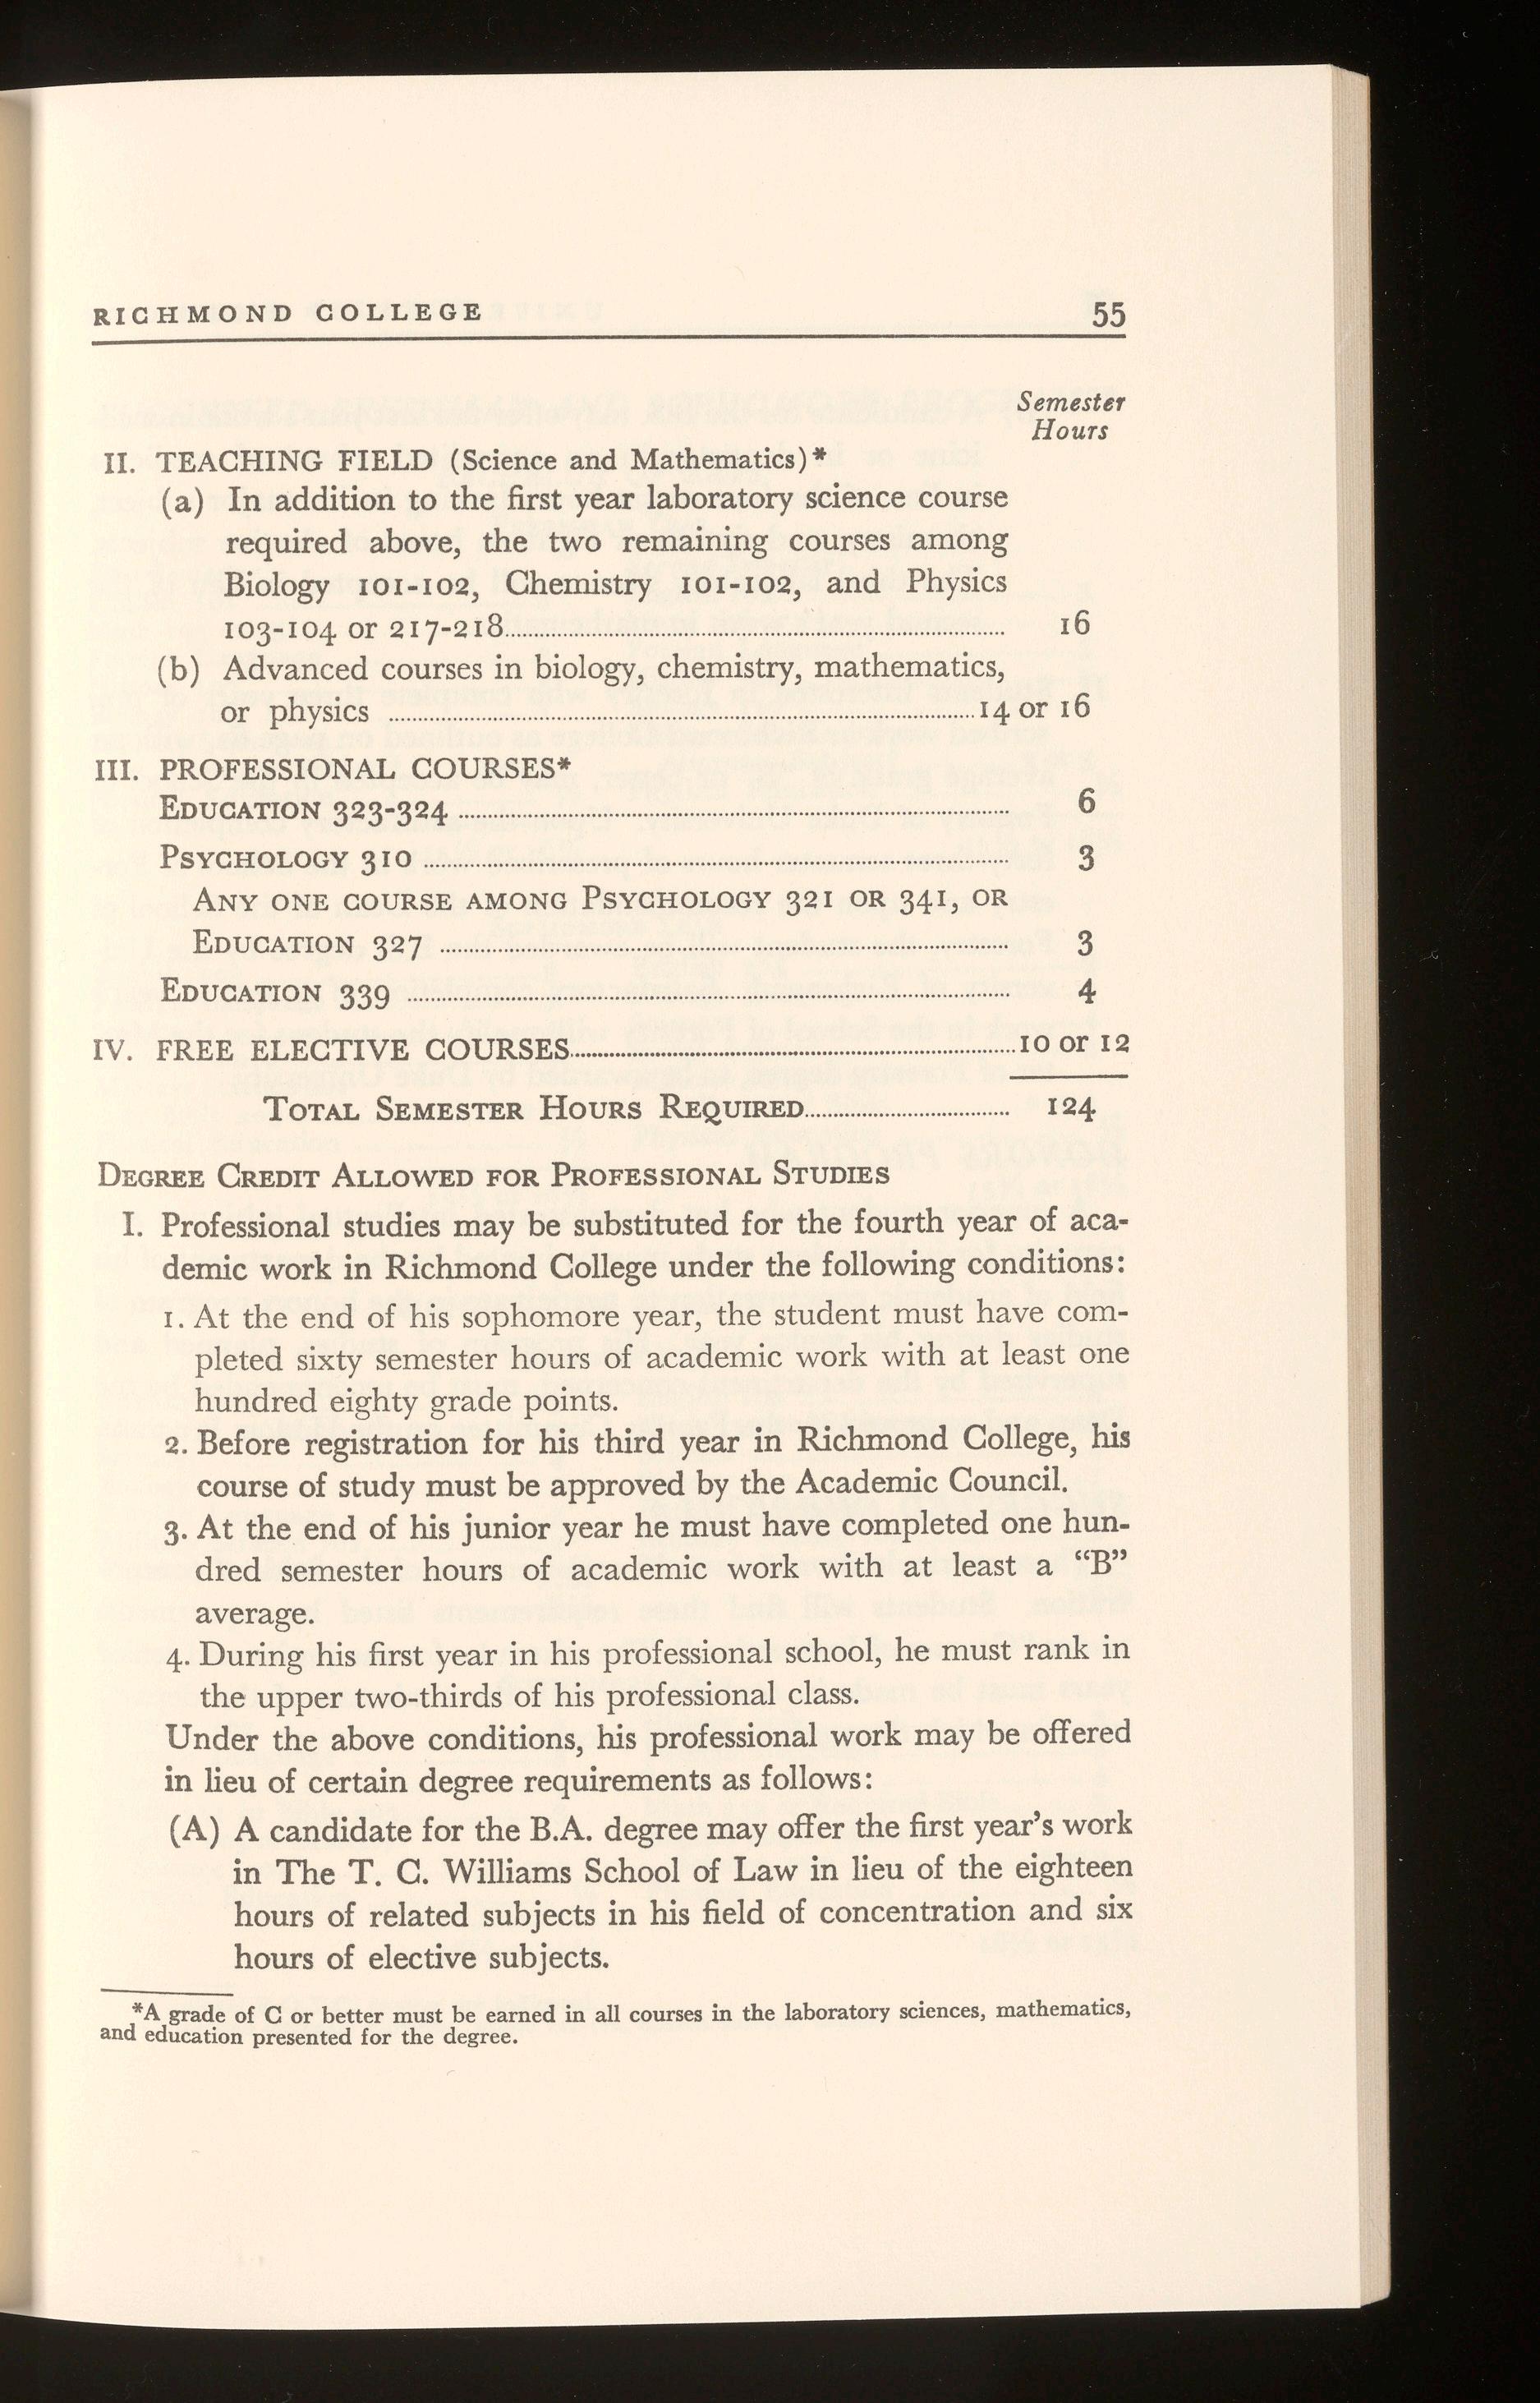 RICHMOND COLLEGE 55
Semester
Hours
II. TEACHING FIELD (Science and Mathematics)*
(a) In addition to the first year laboratory science course
required above, the two remaining courses among
Biology 101-102, Chemistry 101-102, and Physics
103-104 or 217-218 16
(b) Advanced courses in biology, chemistry, mathematics,
or physics 14 or 16
III. PROFESSIONAL COURSES*
EDUCATION 323-324 6
PSYCHOLOGY 310 3
ANY ONE COURSE AMONG PSYCHOLOGY 321 OR 341, OR
EDUCATION 327 3
EDUCATION 339 4
IV. FREE ELECTIVE COURSES 10 or 12
TOTAL SEMESTER HOURS REQUIRED 124
DEGREE CREDIT ALLOWED FOR PROFESSIONAL STUDIES
I. Professional studies may be substituted for the fourth year of aca-
demic work in Richmond College under the following conditions:
1. At the end of his sophomore year, the student must have com-
pleted sixty semester hours of academic work with at least one
hundred eighty grade points.
2. Before registration for his third year in Richmond College, his
course of study must be approved by the Academic Council.
3. At the end of his junior year he must have completed one hun-
dred semester hours of academic work with at least a “B”
average.
4. During his first year in his professional school, he must rank in
the upper two-thirds of his professional class.
Under the above conditions, his professional work may be offered
in lieu of certain degree requirements as follows:
(A) A candidate for the B.A. degree may offer the first year’s work
in The T. C. Williams School of Law in lieu of the eighteen
hours of related subjects in his field of concentration and six
hours of elective subjects.
*A grade of C or better must be earned in all courses in the laboratory sciences, mathematics,
and education presented for the degree.